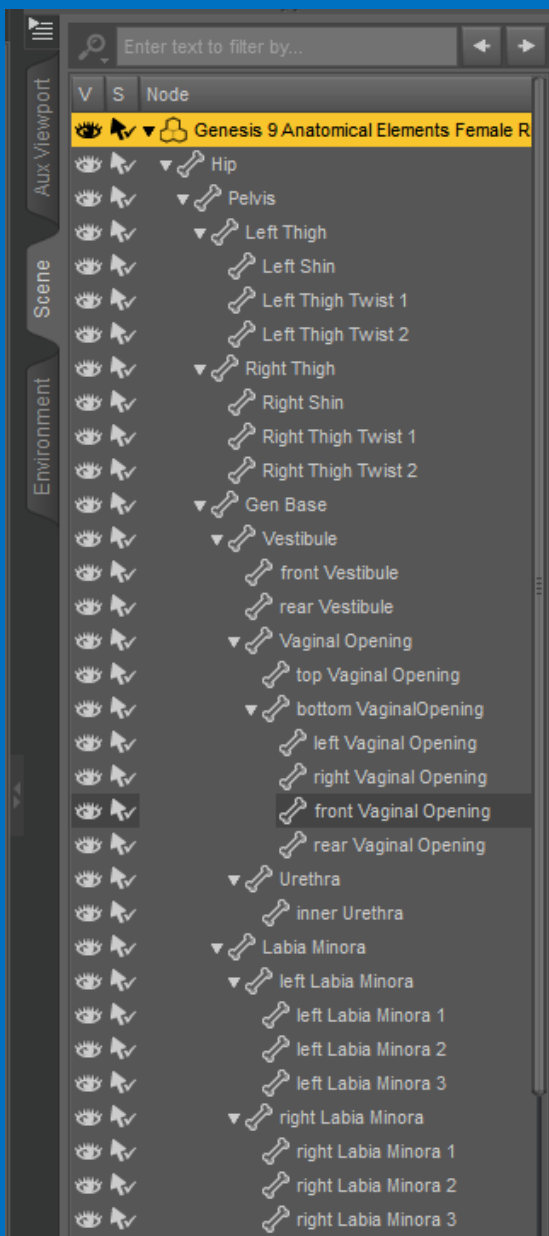 Enter text to filter by...
V S Node
Genesis 9 Anatomical Elements Female R
Hip
Pelvis
Left Thigh
Left Shin
Left Thigh Twist 1
Left Thigh Twist 2
Right Thigh
Right Shin
Right Thigh Twist 1
Right Thigh Twist 2
Gen Base
Vestibule
front Vestibule
rear Vestibule
Vaginal Opening
top Vaginal Opening
bottom VaginalOpening
left Vaginal Opening
right Vaginal Opening
front Vaginal Opening
rear Vaginal Opening
Urethra
inner Urethra
Labia Minora
left Labia Minora
left Labia Minora 1
left Labia Minora 2
left Labia Minora 3
right Labia Minora
right Labia Minora 1
right Labia Minora 2
right Labia Minora 3
Aux Viewport
Scene
Environment